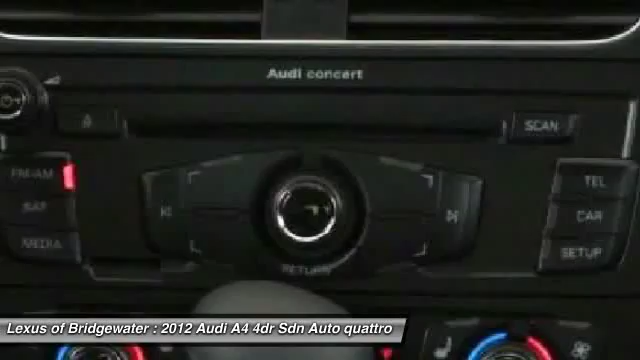 Audi concert
SCAN
FM-AM
TEL
SAT
CAR
MEDIA
SETUP
RETURN
Lexus of Bridgewater : 2012 Audi A4 4dr Sdn Auto quattro